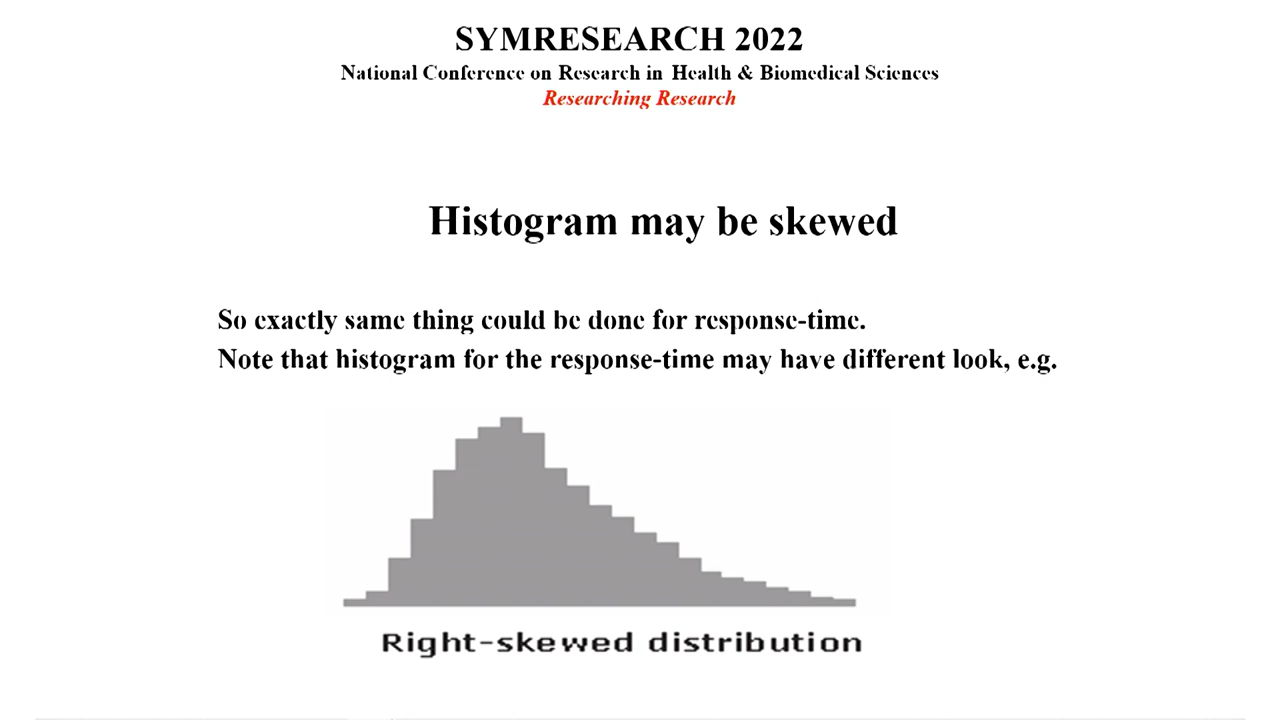 SYMRESEARCH 2022
National Conference on Research in Health & Biomedical Sciences
Researching Research
Histogram may be skewed
So exactly same thing could be done for response-time.
Note that histogram for the response-time may have different look, e.g.
Right-skewed distribution